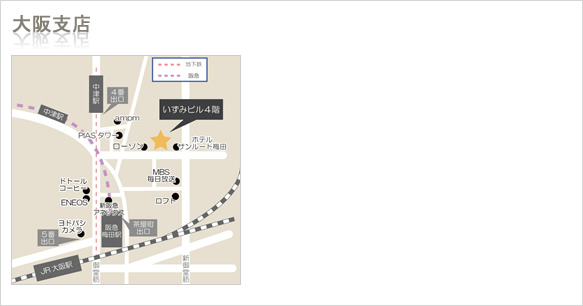 大阪支店
地下鉄
阪急
中津駅
4番
出口
いずみビル4階
中津駅
ampm
PIASタワー
ローソン
ホテル
サンルート梅田
MBS
毎日放送
ドトール
コーヒー
ENEOS
ロフト
新阪急
アネックス
ヨドバシ
カメラ
5番
出口
阪急
梅田駅
茶屋町
出口
JR大阪駅
御堂筋
新御堂筋